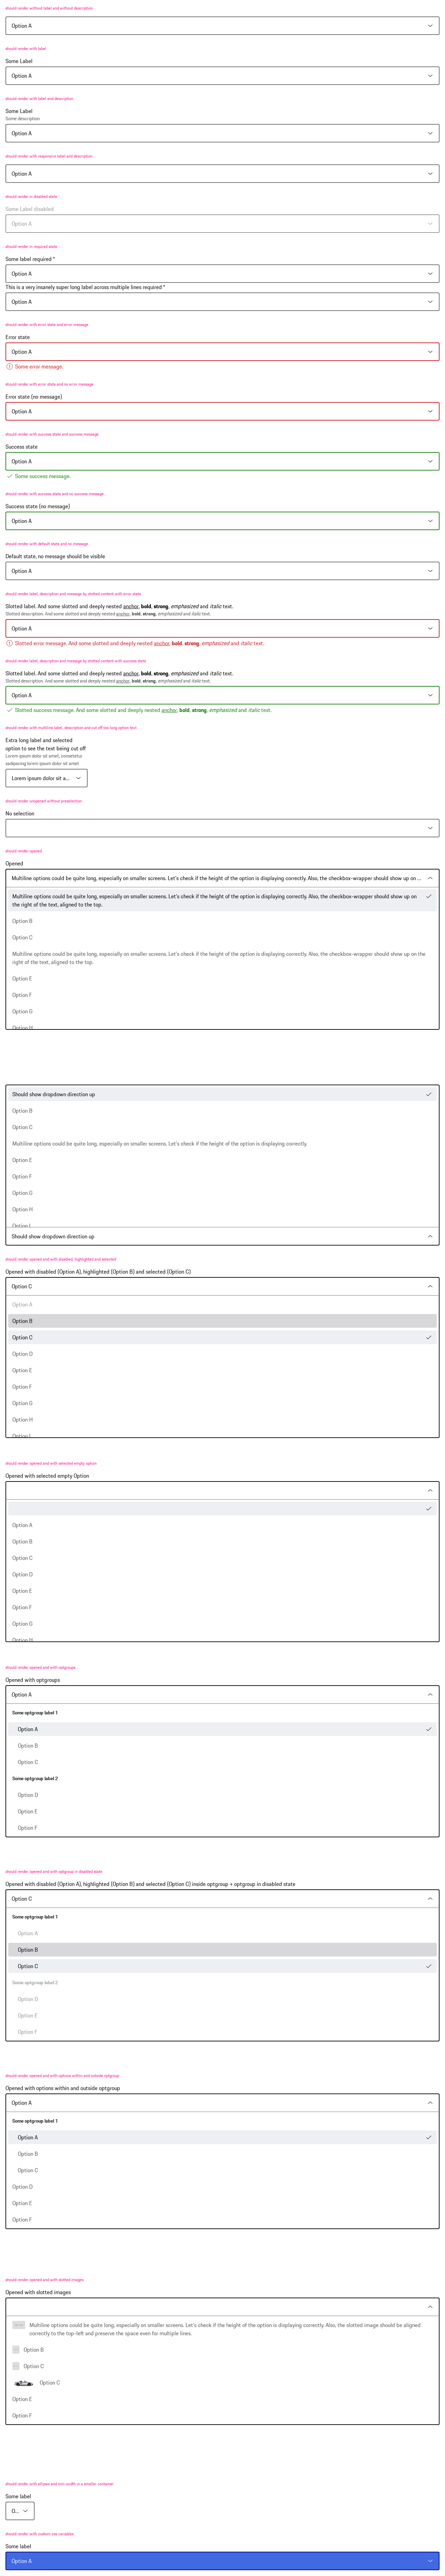 should render without label and without description
Option A
should render with label
Some Label
Option A
should render with label and description
Some Label
Some description
Option A
should render with responsive label and description
Option A
should render in disabled state
Some Label disabled
Option A
should render in required state
Some label required *
Option A
This is a very insanely super long label across multiple lines required *
Option A
should render with error state and error message
Error state
Option A
Some error message.
should render with error state and no error message
Error state (no message)
Option A
should render with success state and success message
Success state
Option A
Some success message.
should render with success state and no success message
Success state (no message)
Option A
should render with default state and no message
Default state, no message should be visible
Option A
should render label, description and message by slotted content with error state
Slotted label. And some slotted and deeply nested anchor, bold, strong, emphasized and italic text.
Slotted description. And some slotted and deeply nested anchor, bold, strong, emphasized and italic text.
Option A
Slotted error message. And some slotted and deeply nested anchor, bold, strong, emphasized and italic text.
should render label, description and message by slotted content with success state
Slotted label. And some slotted and deeply nested anchor, bold, strong, emphasized and italic text.
Slotted description. And some slotted and deeply nested anchor, bold, strong, emphasized and italic text.
Option A
Slotted success message. And some slotted and deeply nested anchor, bold, strong, emphasized and italic text.
should render with multiline label, description and cut off too long option text
Extra long label and selected
option to see the text being cut off
Lorem ipsum dolor sit amet, consetetur
sadipscing lorem ipsum dolor sit amet
Lorem ipsum dolor sit a...
should render unopened without preselection
No selection
should render opened
Opened
Multiline options could be quite long, especially on smaller screens. Let's check if the height of the option is displaying correctly. Also, the checkbox-wrapper should show up on ...
Multiline options could be quite long, especially on smaller screens. Let's check if the height of the option is displaying correctly. Also, the checkbox-wrapper should show up on
the right of the text, aligned to the top.
Option B
Option C
Multiline options could be quite long, especially on smaller screens. Let's check if the height of the option is displaying correctly. Also, the checkbox-wrapper should show up on the
right of the text, aligned to the top.
Option E
Option F
Option G
Option H
Should show dropdown direction up
Option B
Option C
Multiline options could be quite long, especially on smaller screens. Let's check if the height of the option is displaying correctly.
Option E
Option F
Option G
Option H
Option I
Should show dropdown direction up
should render opened and with disabled, highlighted and selected
Opened with disabled (Option A), highlighted (Option B) and selected (Option C)
Option C
Option A
Option B
Option C
Option D
Option E
Option F
Option G
Option H
Option I
should render opened and with selected empty option
Opened with selected empty Option
Option A
Option B
Option C
Option D
Option E
Option F
Option G
Option H
should render opened and with optgroups
Opened with optgroups
Option A
Some optgroup label 1
Option A
Option B
Option C
Some optgroup label 2
Option D
Option E
Option F
should render opened and with optgroup in disabled state
Opened with disabled (Option A), highlighted (Option B) and selected (Option C) inside optgroup + optgroup in disabled state
Option C
Some optgroup label 1
Option A
Option B
Option C
Some optgroup label 2
Option D
Option E
Option F
should render opened and with options within and outside optgroup
Opened with options within and outside optgroup
Option A
Some optgroup label 1
Option A
Option B
Option C
Option D
Option E
Option F
should render opened and with slotted images
Opened with slotted images
Multiline options could be quite long, especially on smaller screens. Let's check if the height of the option is displaying correctly. Also, the slotted image should be aligned
correctly to the top-left and preserve the space even for multiple lines.
Option B
Option C
Option C
Option E
Option F
should render with ellipsis and min-width in a smaller container
Some label
O...
should render with custom css variables
Some label
Option A